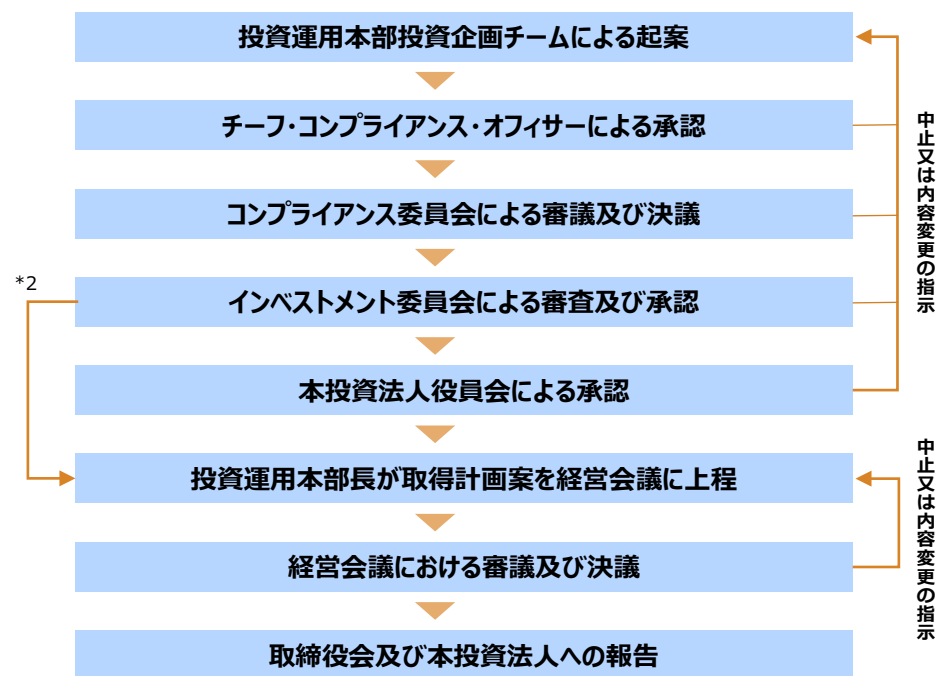 投資運用本部投資企画チームによる起案
チーフ・コンプライアンス・オフィサーによる承認
コンプライアンス委員会による審議及び決議
*2
インベストメント委員会による審査及び承認
本投資法人役員会による承認
中止又は内容変更の指示
投資運用本部長が取得計画案を経営会議に上程
経営会議における審議及び決議
中止又は内容変更の指示
取締役会及び本投資法人への報告